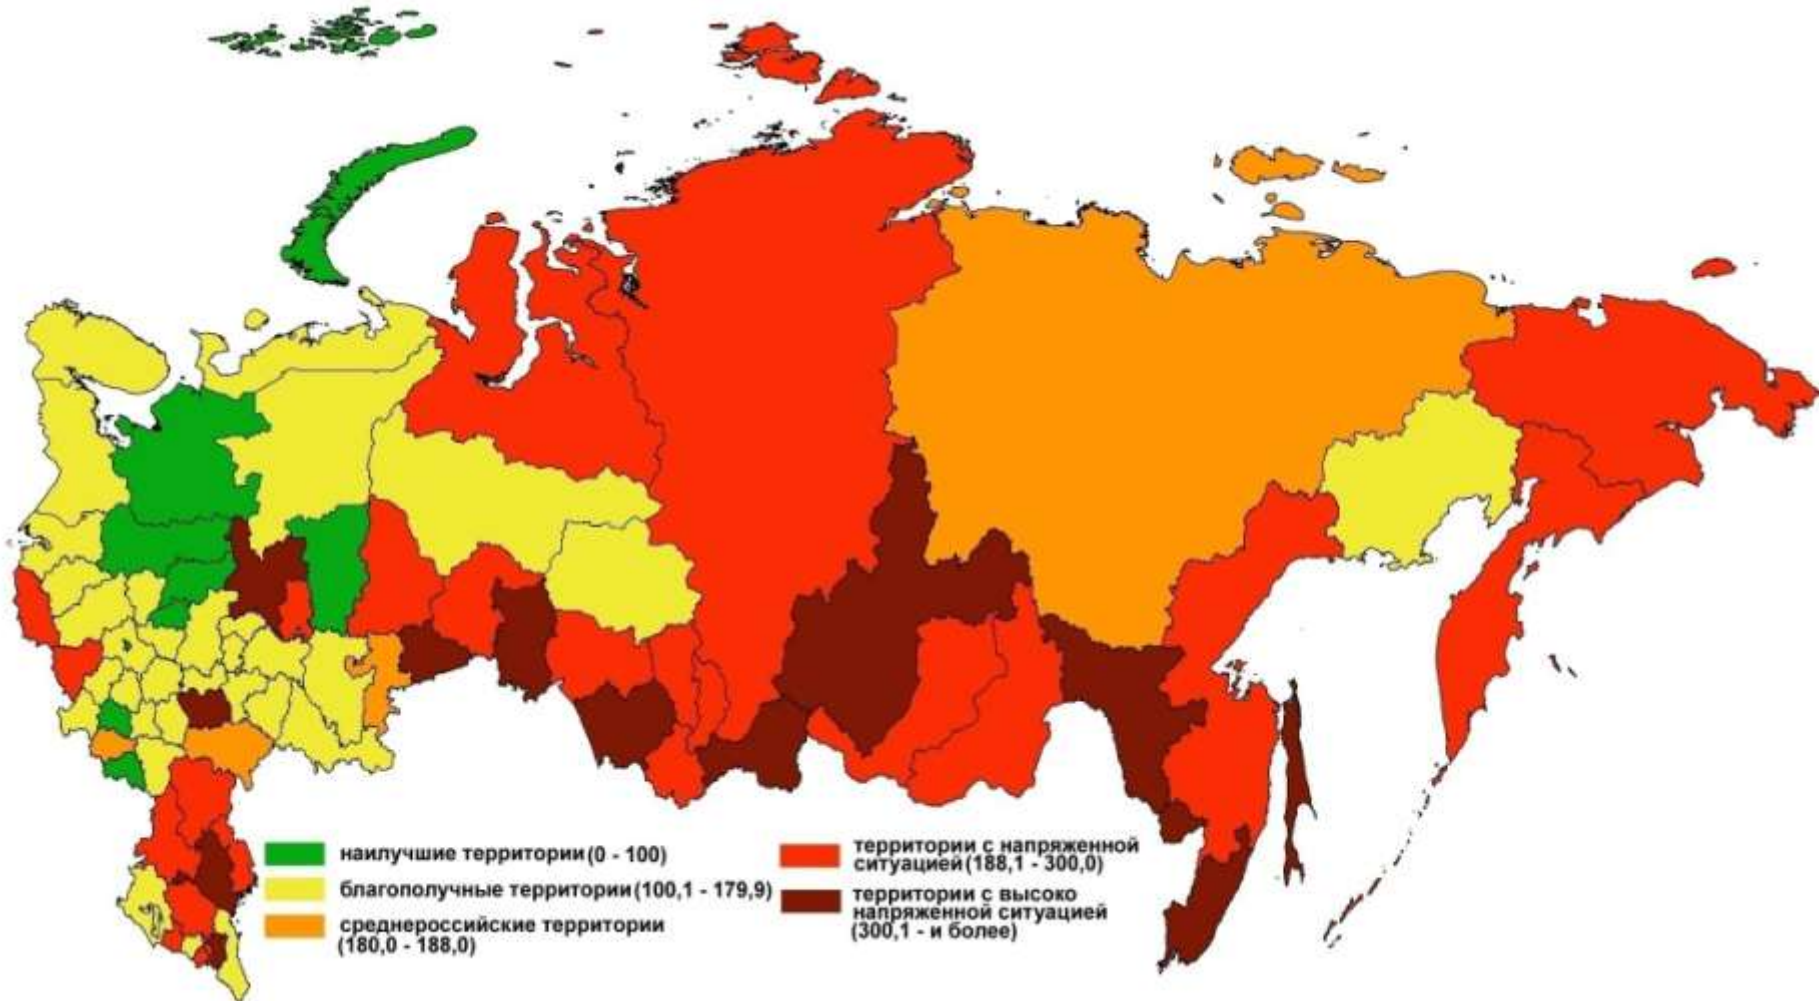 наилучшие территории (0 - 100)
благополучные территории (100,1 - 179,9)
среднероссийские территории
(180,0 - 188,0)
территории с напряженной
ситуацией (188,1 - 300,0)
территории с высоко
напряженной ситуацией
(300,1 - и более)